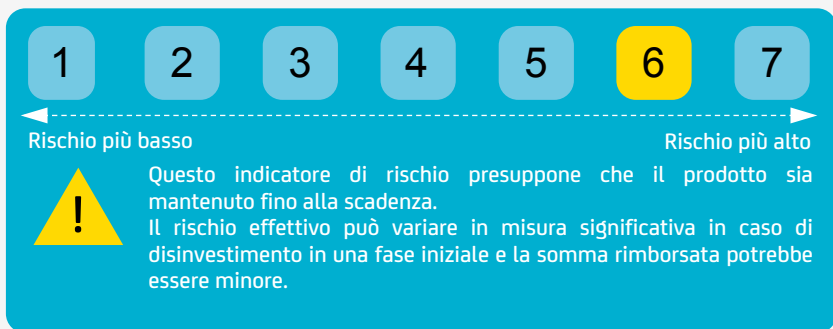 1 2 3 4 5 6 7
Rischio più basso Rischio più alto
Questo indicatore di rischio presuppone che il prodotto sia
mantenuto fino alla scadenza.
Il rischio effettivo può variare in misura significativa in caso di
disinvestimento in una fase iniziale e la somma rimborsata potrebbe
essere minore.
!